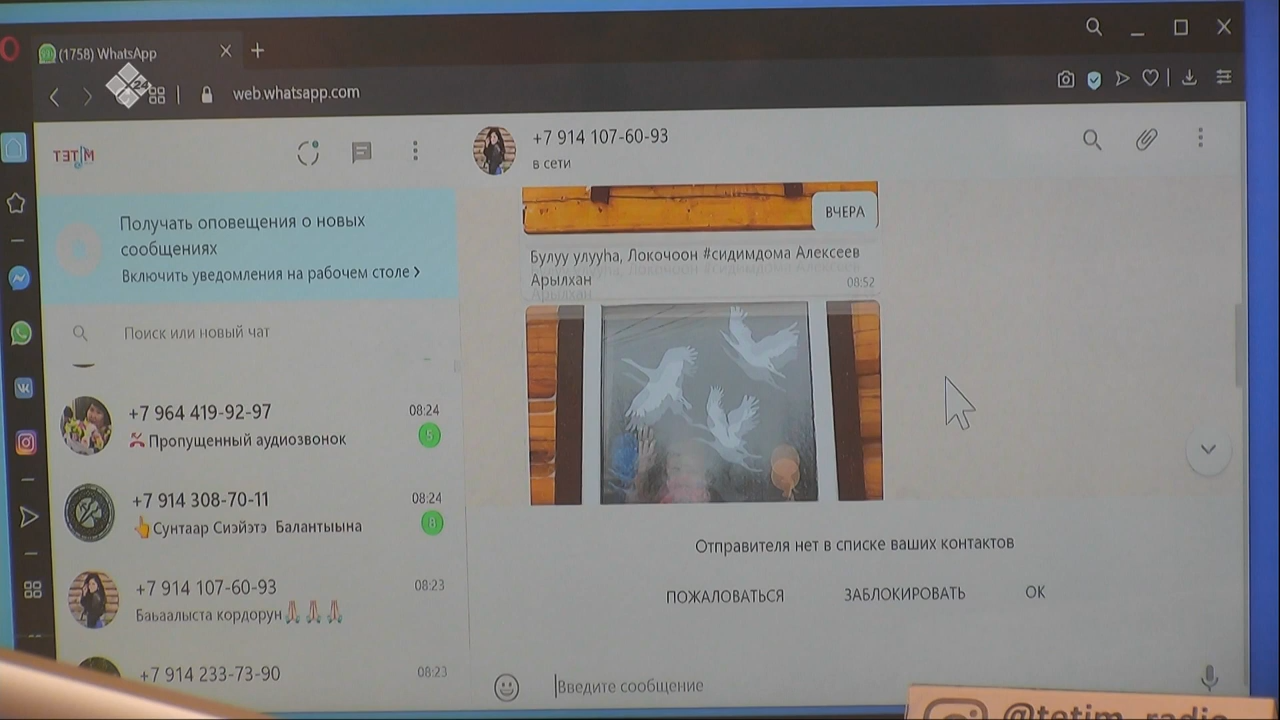 (1758) WhatsApp
web.whatsapp.com
ТЭТІМ
Получать оповещения о новых
сообщениях
Включить уведомления на рабочем столе
Поиск или новый чат
+7 964 419-92-97
08:24
Пропущенный аудиозвонок
5
+7 914 308-70-11
08:24
Сунтаар Сиэйэтэ Балантыына
8
+7 914 107-60-93
08:23
Баьаалыста кордорун
+7 914 233-73-90
08:23
+7 914 107-60-93
в сети
ВЧЕРА
Булуу улууһа, Локочоон #сидимдома Алексеев
Арылхан
08:52
Отправителя нет в списке ваших контактов
ПОЖАЛОВАТЬСЯ
ЗАБЛОКИРОВАТЬ
ОК
Введите сообщение
@tetim_radio